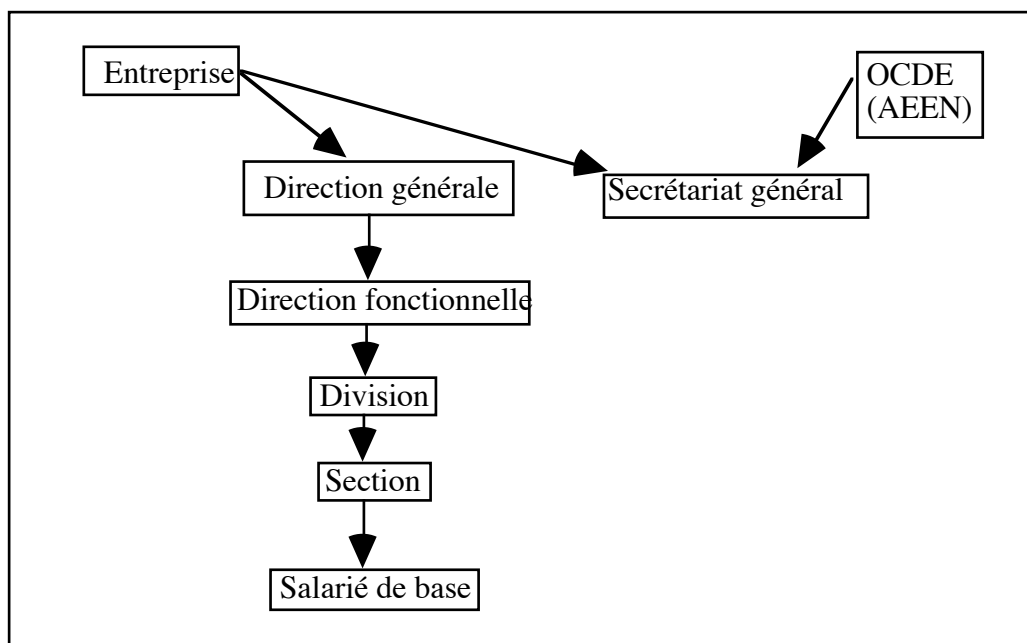 Entreprise
OCDE
(AEEN)
Direction générale
Secrétariat général
Direction fonctionnelle
Division
Section
Salarié de base